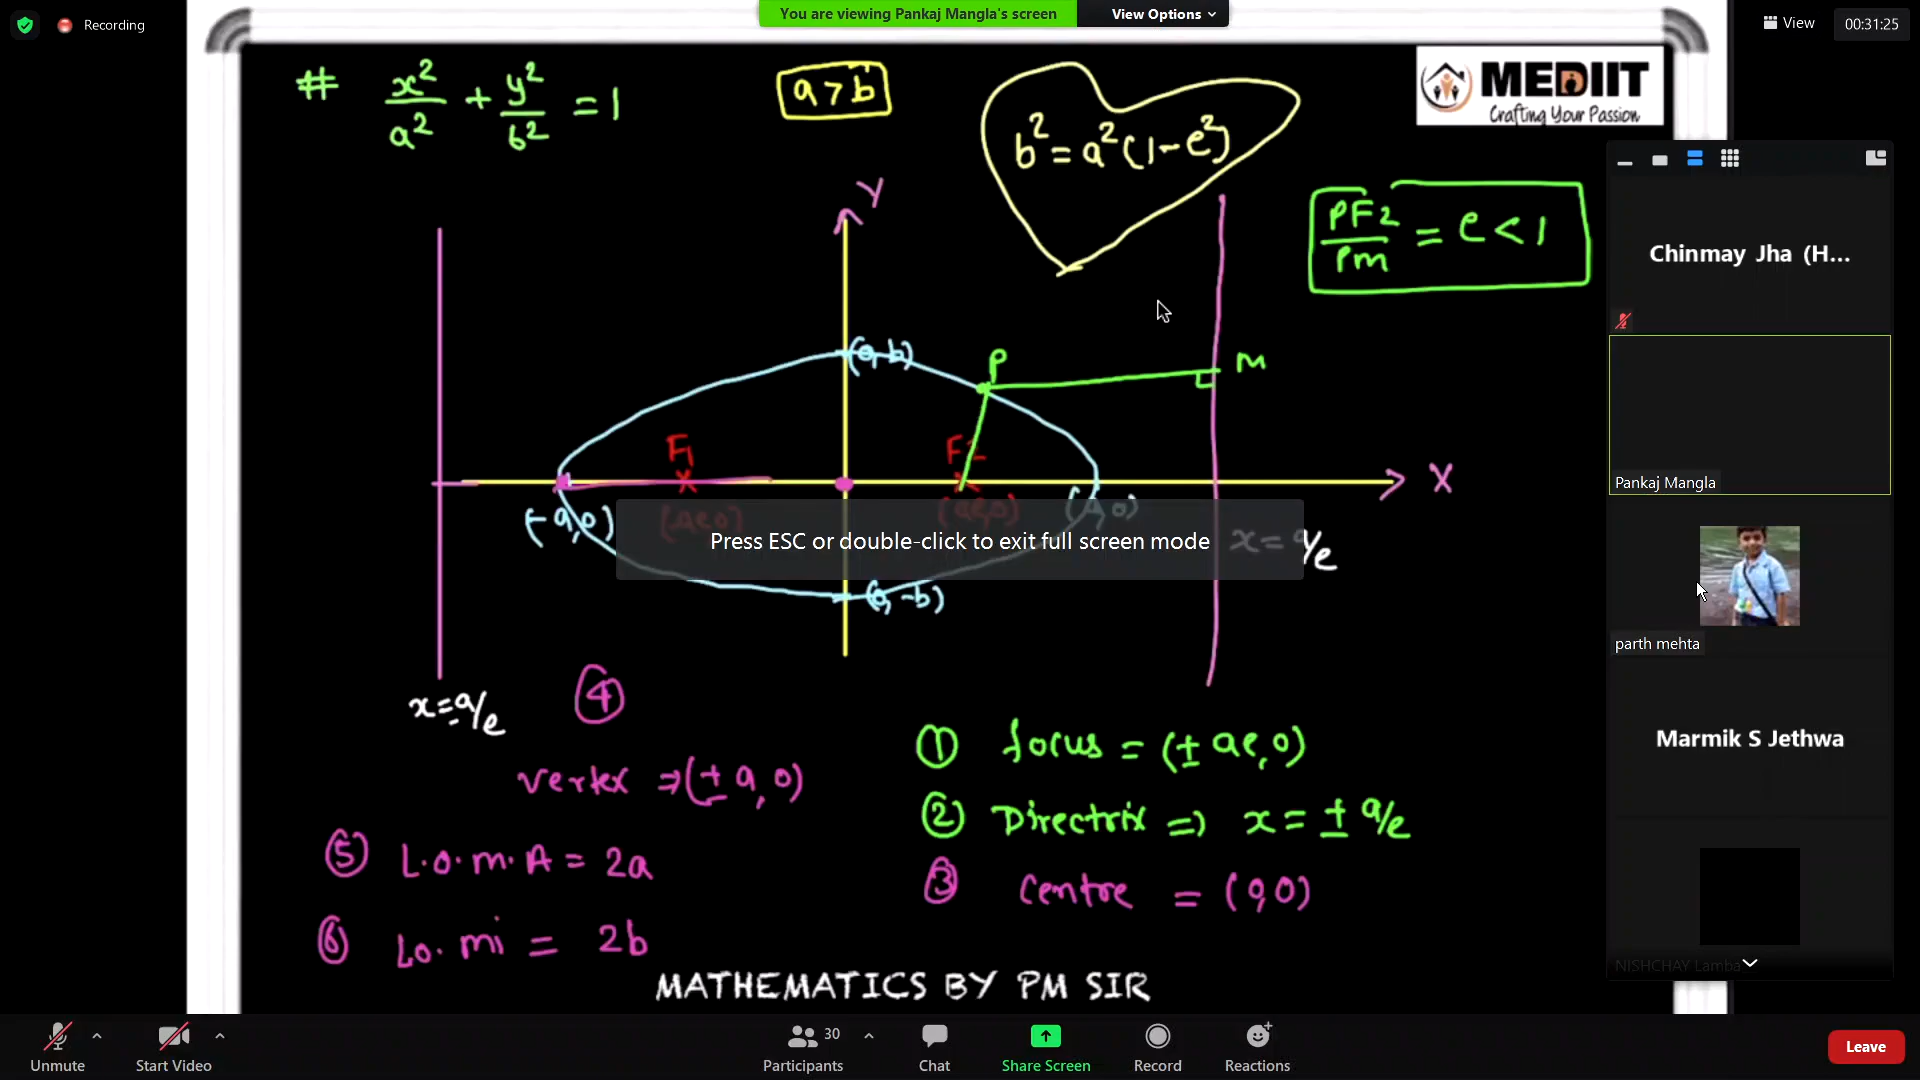 You are viewing Pankaj Mangla's screen View Options
Recording
View 00:31:25
# x²/a² + y²/b² = 1
a > b
b² = a²(1-e²)
MEDIIT
Crafting Your Passion
PF2/PM = e < 1
Y
(0,b)
P
M
F1
F2
X
(-a,0)
(ae,0)
(a,0)
Press ESC or double-click to exit full screen mode
x = a/e
(0,-b)
x = -a/e
④
vertex ⇒ (± a, 0)
⑤ L.O.M.A = 2a
⑥ L.O. mi = 2b
① focus = (± ae, 0)
② Directrix ⇒ x = ± a/e
③ Centre = (0,0)
MATHEMATICS BY PM SIR
Chinmay Jha (H...
Pankaj Mangla
parth mehta
Marmik S Jethwa
NISHCHAY Lamba
Unmute
Start Video
30
Participants
Chat
Share Screen
Record
Reactions
Leave